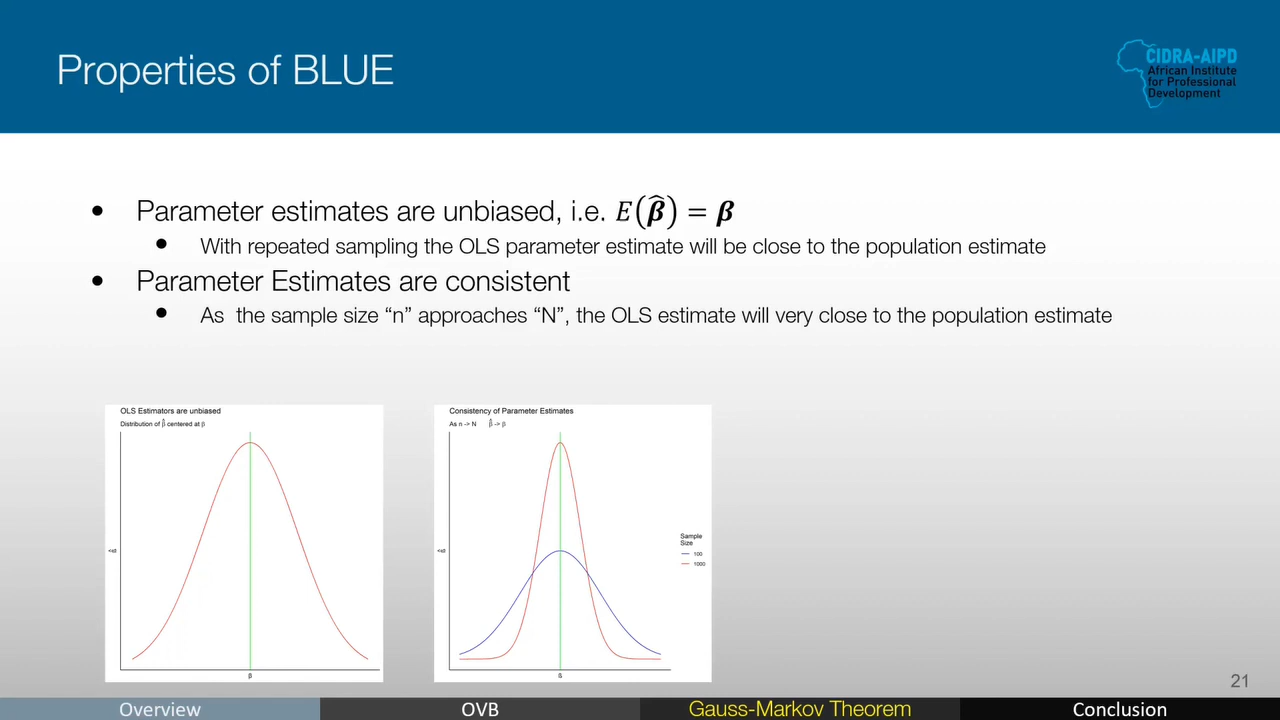 Properties of BLUE
CIDRA-AIPD
African Institute
for Professional
Development
• Parameter estimates are unbiased, i.e. E(β̂) = β
• With repeated sampling the OLS parameter estimate will be close to the population estimate
• Parameter Estimates are consistent
• As the sample size “n” approaches “N”, the OLS estimate will very close to the population estimate
OLS Estimators are unbiased
Distribution of β̂ centered at β
β̂
β
Consistency of Parameter Estimates
As n -> N β̂ -> β
β̂
Sample
Size
100
1000
β
21
Overview
OVB
Gauss-Markov Theorem
Conclusion